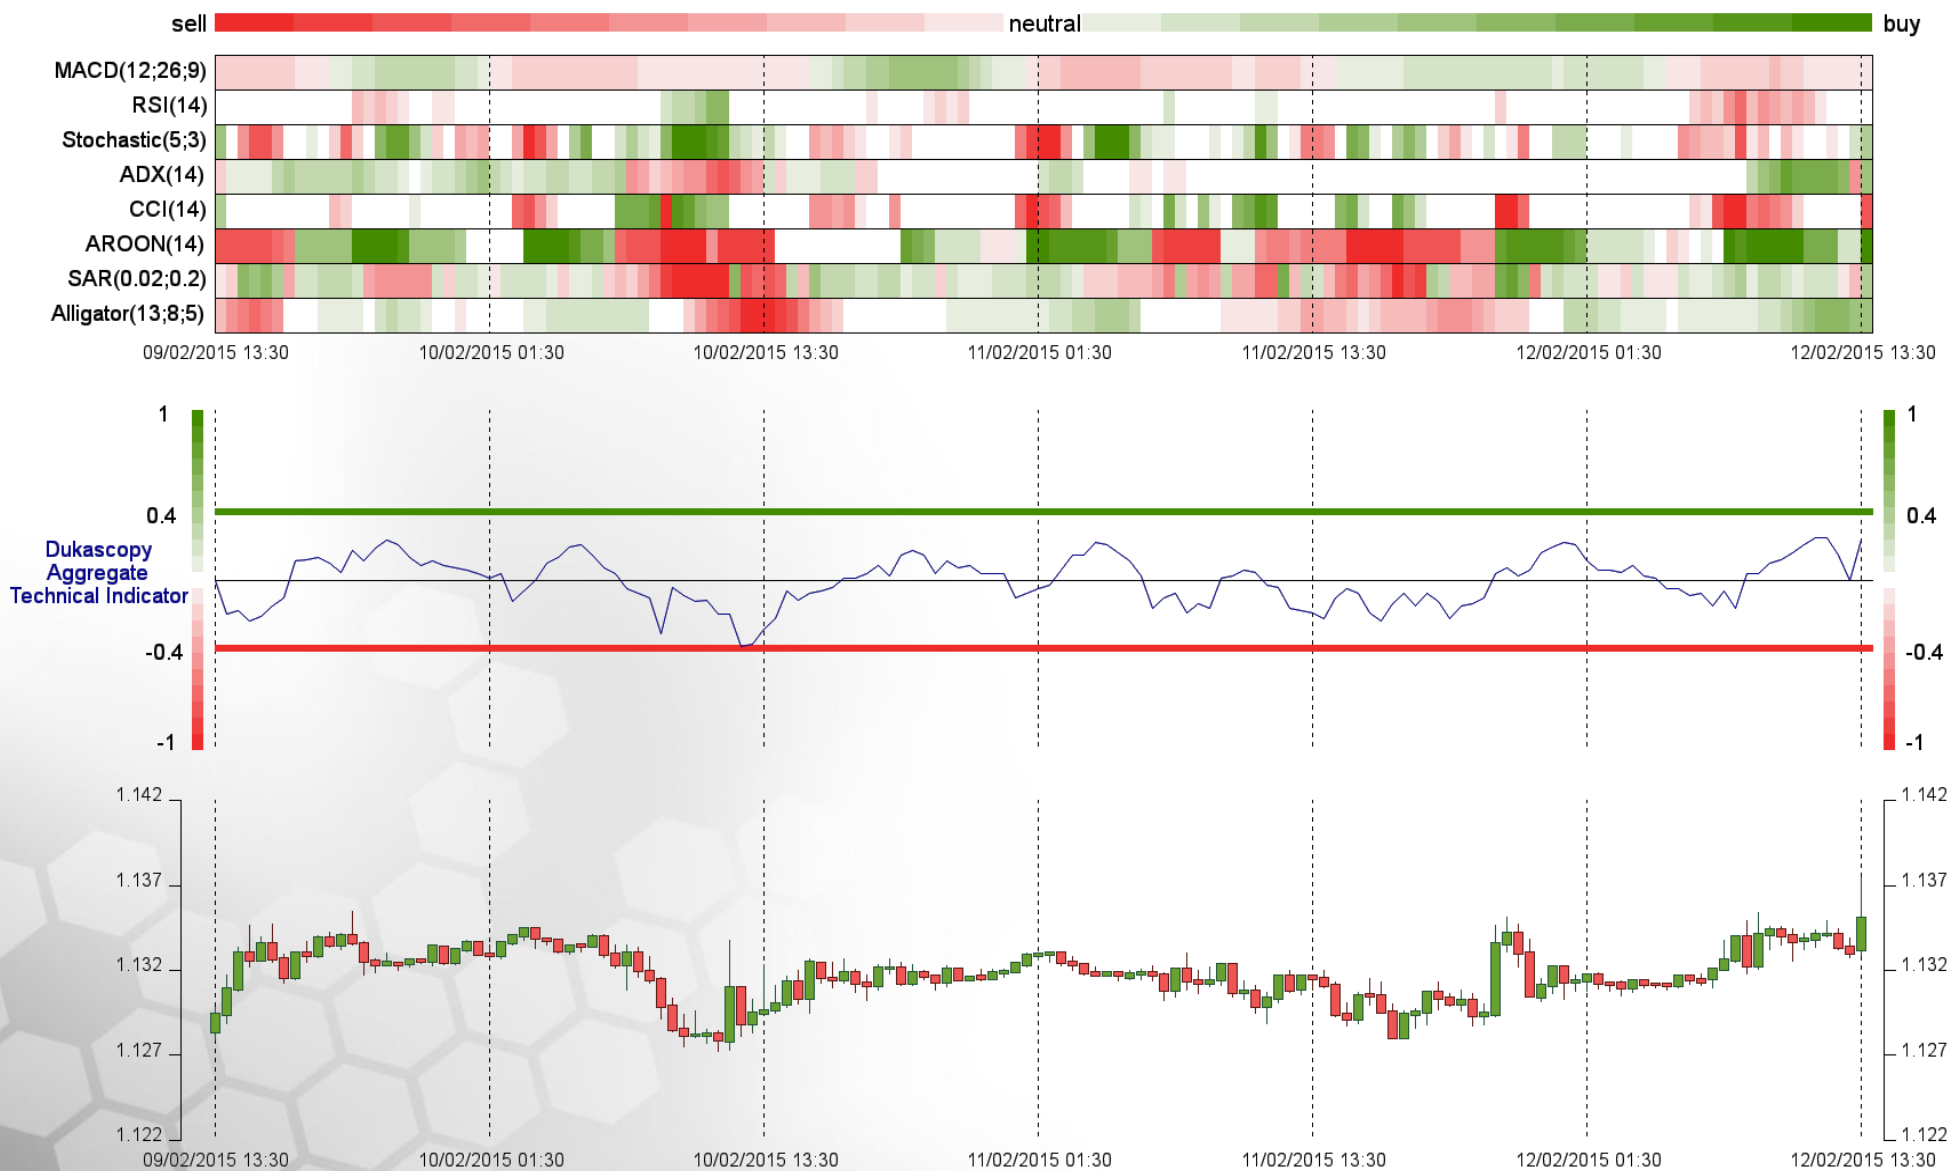 sell neutral buy
MACD(12;26;9)
RSI(14)
Stochastic(5;3)
ADX(14)
CCI(14)
AROON(14)
SAR(0.02;0.2)
Alligator(13;8;5)
09/02/2015 13:30 10/02/2015 01:30 10/02/2015 13:30 11/02/2015 01:30 11/02/2015 13:30 12/02/2015 01:30 12/02/2015 13:30
1 1
0.4 0.4
Dukascopy
Aggregate
Technical Indicator
-0.4 -0.4
-1 -1
1.142 1.142
1.137 1.137
1.132 1.132
1.127 1.127
1.122 1.122
09/02/2015 13:30 10/02/2015 01:30 10/02/2015 13:30 11/02/2015 01:30 11/02/2015 13:30 12/02/2015 01:30 12/02/2015 13:30